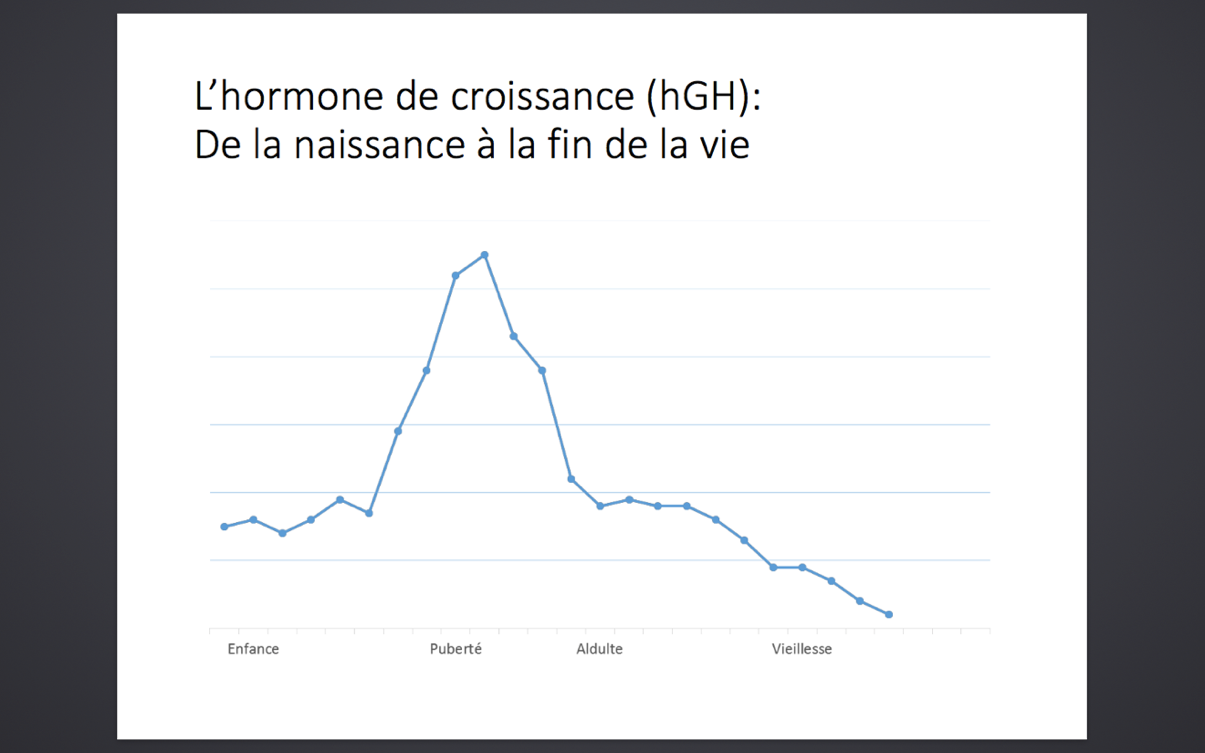 L’hormone de croissance (hGH):
De la naissance à la fin de la vie
Enfance Puberté Aldulte Vieillesse